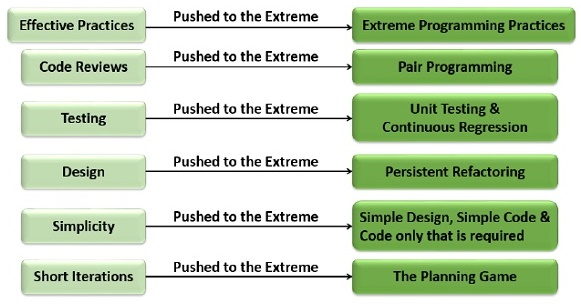 Effective Practices Pushed to the Extreme Extreme Programming Practices
Code Reviews Pushed to the Extreme Pair Programming
Testing Pushed to the Extreme Unit Testing &
Continuous Regression
Design Pushed to the Extreme Persistent Refactoring
Simplicity Pushed to the Extreme Simple Design, Simple Code &
Code only that is required
Short Iterations Pushed to the Extreme The Planning Game